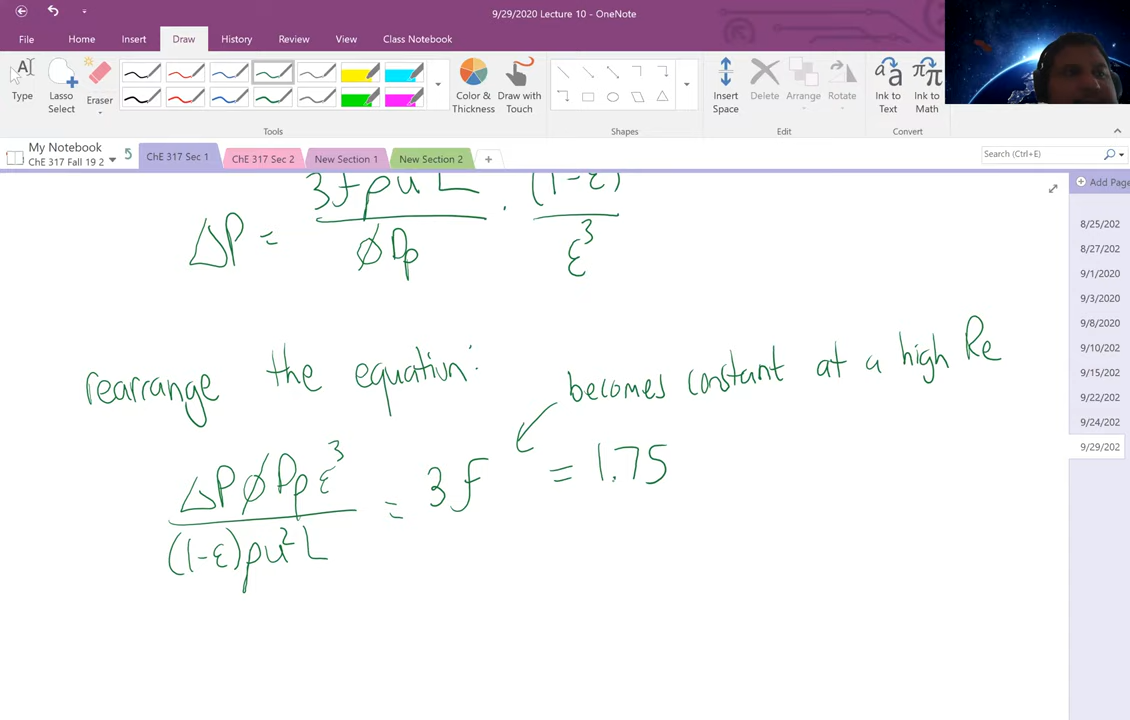 9/29/2020 Lecture 10 - OneNote
File Home Insert Draw History Review View Class Notebook
Type
Lasso Select
Eraser
Color & Thickness
Draw with Touch
Insert Space
Delete
Arrange
Rotate
Ink to Text
Ink to Math
Tools Shapes Edit Convert
My Notebook
ChE 317 Fall 19 2
ChE 317 Sec 1 ChE 317 Sec 2 New Section 1 New Section 2 +
Search (Ctrl+E)
Add Page
8/25/202
8/27/202
9/1/2020
9/3/2020
9/8/2020
9/10/202
9/15/202
9/22/202
9/24/202
9/29/202
ΔP = 3fρu L / ϕDp · (1-ε) / ε³
rearrange the equation: becomes constant at a high Re
ΔPϕDpε³ / (1-ε)ρu²L = 3f = 1.75